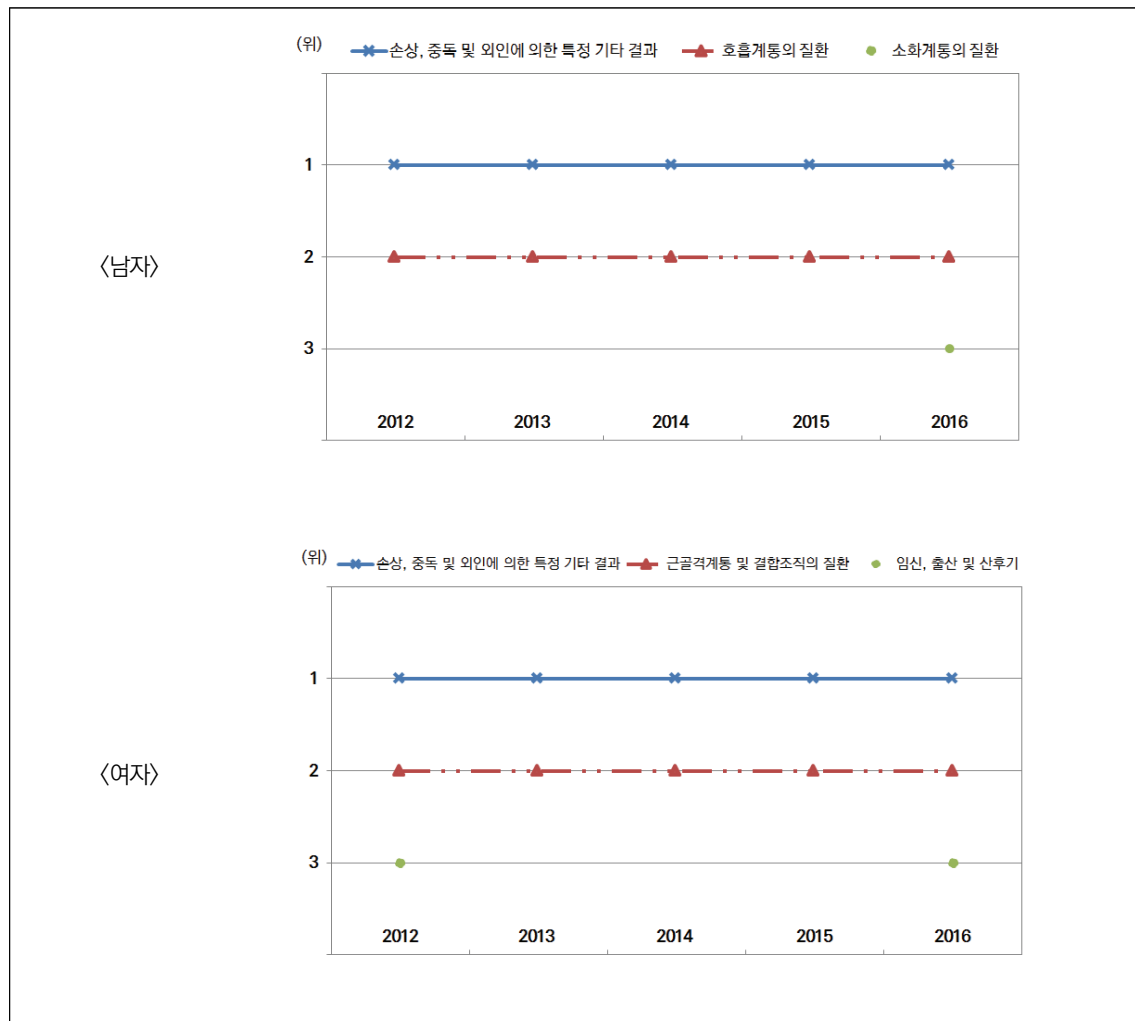 (위) 손상, 중독 및 외인에 의한 특정 기타 결과 호흡계통의 질환 소화계통의 질환
1
〈남자〉
2
3
2012 2013 2014 2015 2016
(위) 손상, 중독 및 외인에 의한 특정 기타 결과 근골격계통 및 결합조직의 질환 임신, 출산 및 산후기
1
〈여자〉
2
3
2012 2013 2014 2015 2016